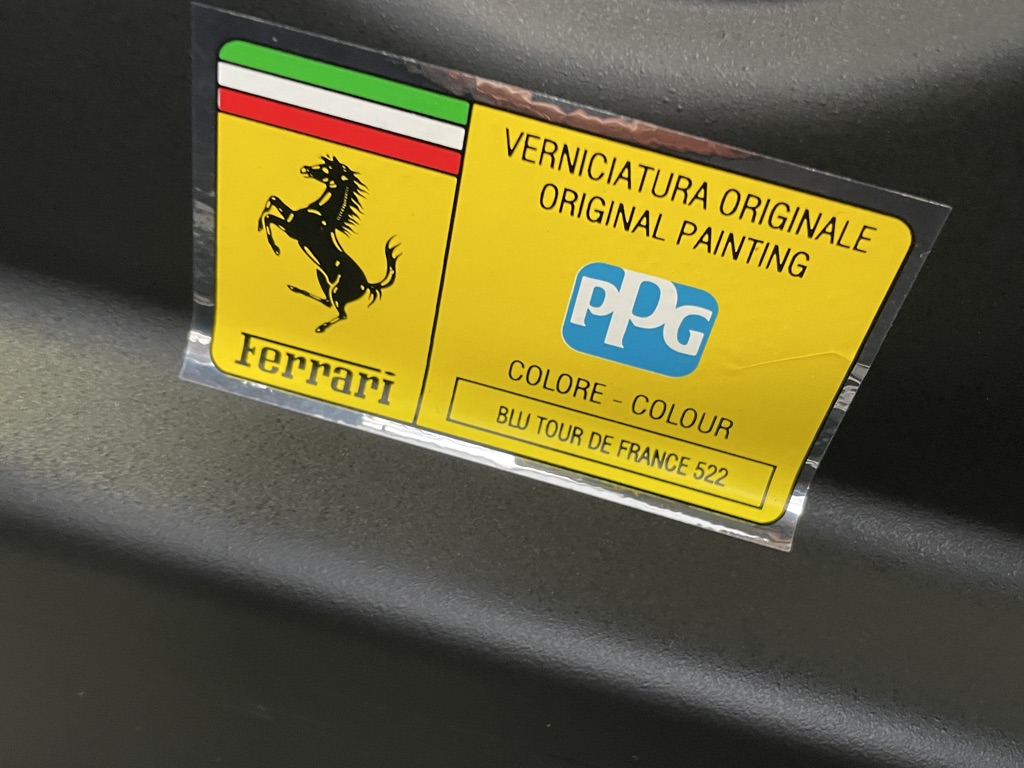 Ferrari
VERNICIATURA ORIGINALE
ORIGINAL PAINTING
PPG
COLORE - COLOUR
BLU TOUR DE FRANCE 522